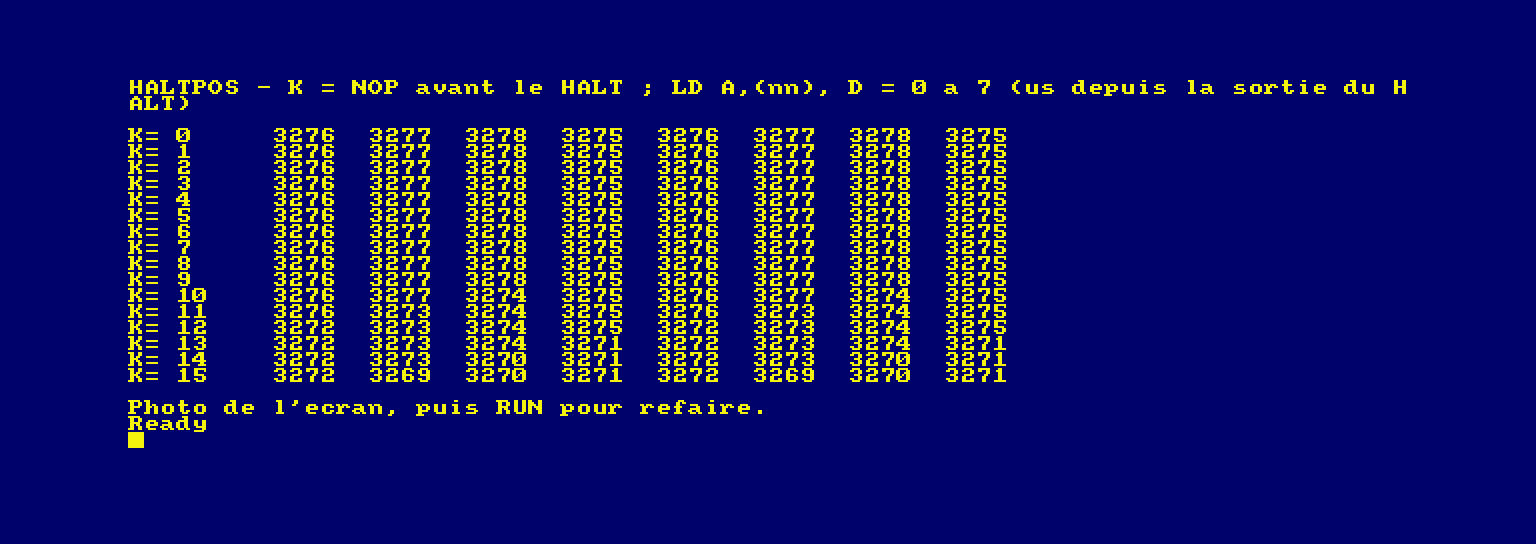 HALTPOS - K = NOP avant le HALT ; LD A,(nn), D = 0 a 7 (us depuis la sortie du H
ALT)
K= 0 3276 3277 3278 3275 3276 3277 3278 3275
K= 1 3276 3277 3278 3275 3276 3277 3278 3275
K= 2 3276 3277 3278 3275 3276 3277 3278 3275
K= 3 3276 3277 3278 3275 3276 3277 3278 3275
K= 4 3276 3277 3278 3275 3276 3277 3278 3275
K= 5 3276 3277 3278 3275 3276 3277 3278 3275
K= 6 3276 3277 3278 3275 3276 3277 3278 3275
K= 7 3276 3277 3278 3275 3276 3277 3278 3275
K= 8 3276 3277 3278 3275 3276 3277 3278 3275
K= 9 3276 3277 3278 3275 3276 3277 3278 3275
K= 10 3276 3277 3274 3275 3276 3277 3274 3275
K= 11 3276 3273 3274 3275 3276 3273 3274 3275
K= 12 3272 3273 3274 3275 3272 3273 3274 3275
K= 13 3272 3273 3274 3271 3272 3273 3274 3271
K= 14 3272 3273 3270 3271 3272 3273 3270 3271
K= 15 3272 3269 3270 3271 3272 3269 3270 3271
Photo de l'ecran, puis RUN pour refaire.
Ready